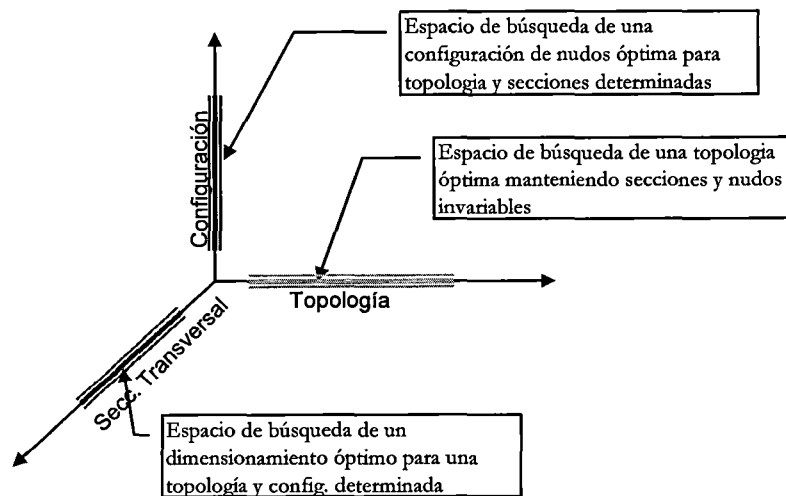 Espacio de búsqueda de una
configuración de nudos óptima para
topologia y secciones determinadas
Configuración
Espacio de búsqueda de una topologia
óptima manteniendo secciones y nudos
invariables
Topología
Secc. Transversal
Espacio de búsqueda de un
dimensionamiento óptimo para una
topología y config. determinada